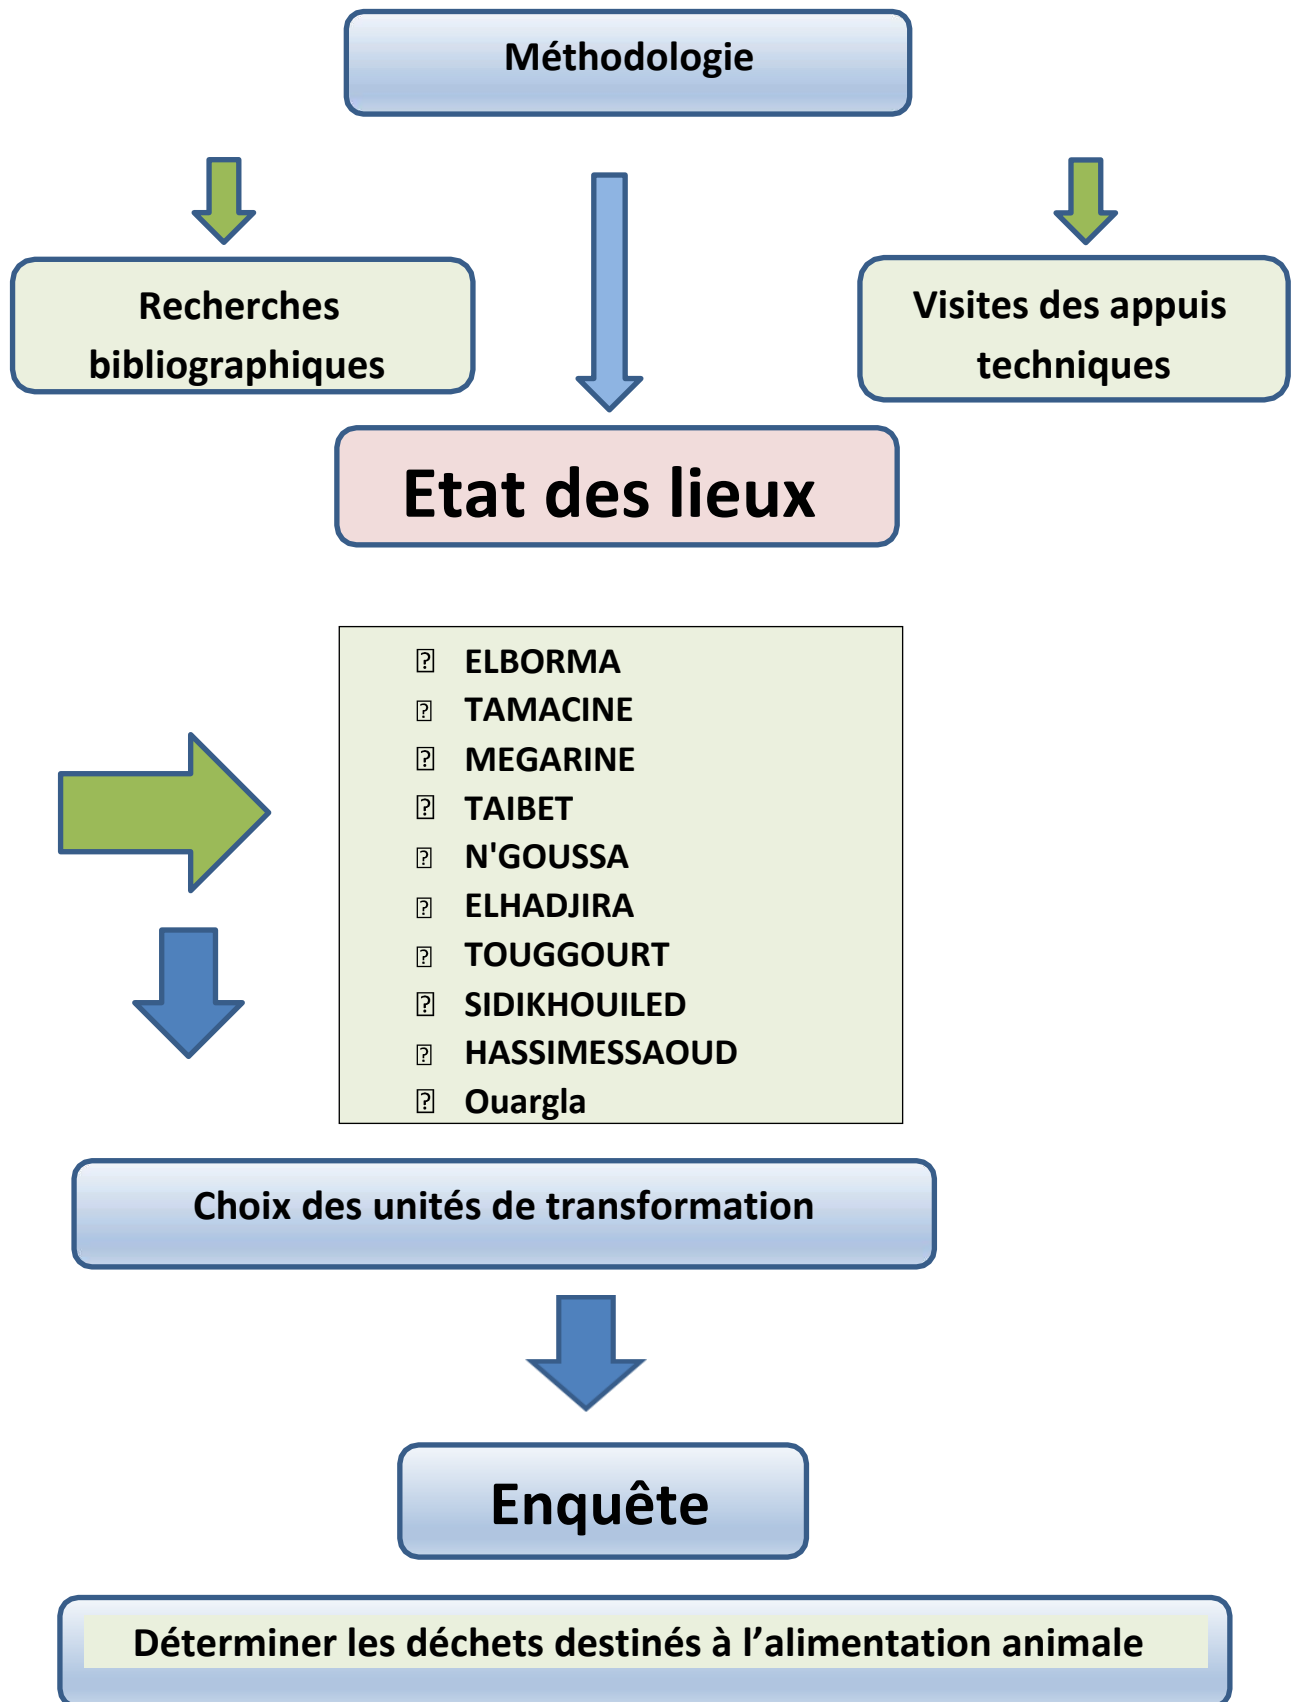 Méthodologie
Recherches
bibliographiques
Visites des appuis
techniques
Etat des lieux
ELBORMA
TAMACINE
MEGARINE
TAIBET
N'GOUSSA
ELHADJIRA
TOUGGOURT
SIDIKHOUILED
HASSIMESSAOUD
Ouargla
Choix des unités de transformation
Enquête
Déterminer les déchets destinés à l’alimentation animale